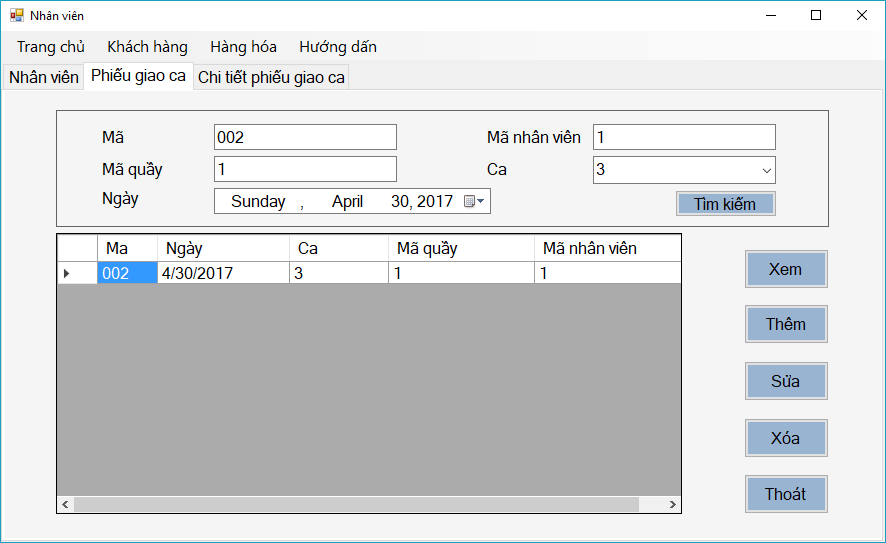 Nhân viên
Trang chủ Khách hàng Hàng hóa Hướng dấn
Nhân viên Phiếu giao ca Chi tiết phiếu giao ca
Mã 002 Mã nhân viên 1
Mã quầy 1 Ca 3
Ngày Sunday , April 30, 2017 Tìm kiếm
Ma Ngày Ca Mã quầy Mã nhân viên
002 4/30/2017 3 1 1
Xem
Thêm
Sửa
Xóa
Thoát